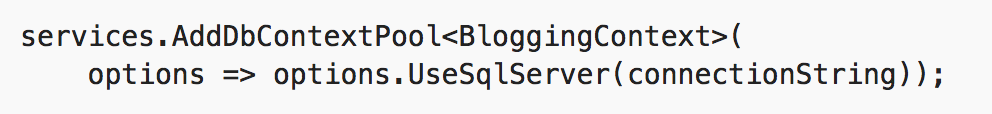 services.AddDbContextPool<BloggingContext>(
    options => options.UseSqlServer(connectionString));